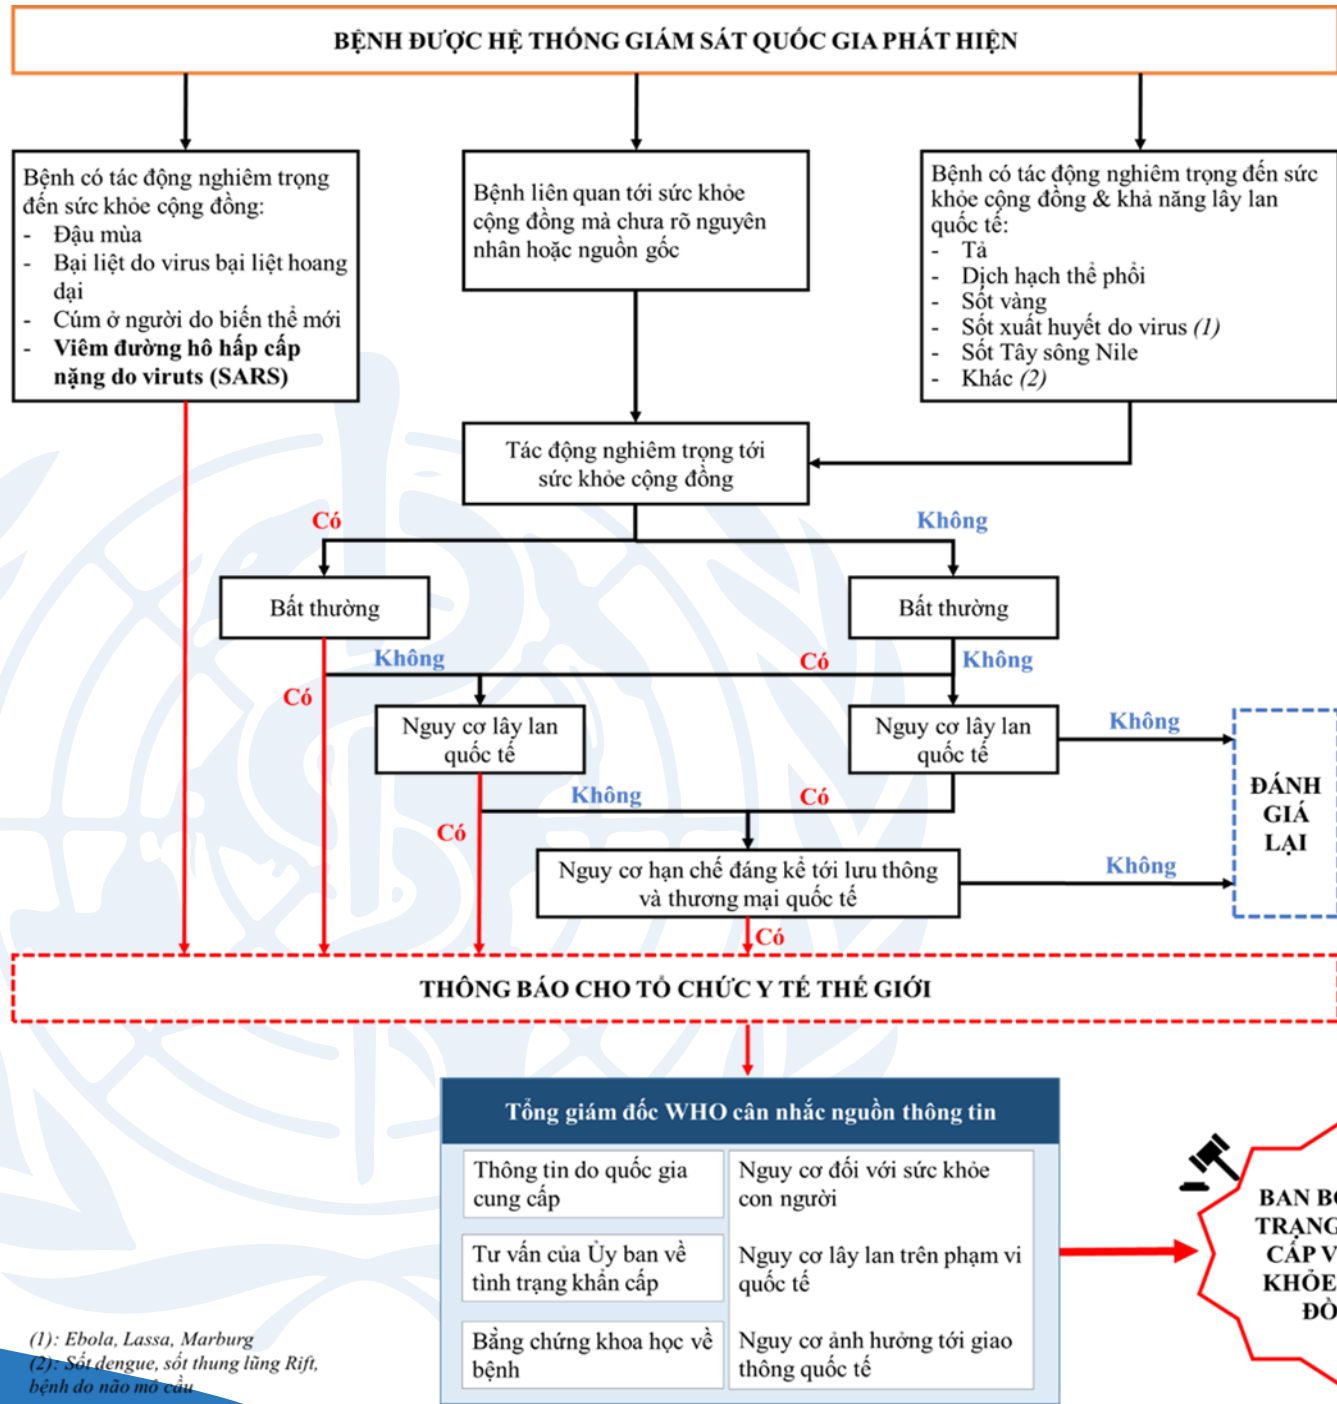 BỆNH ĐƯỢC HỆ THỐNG GIÁM SÁT QUỐC GIA PHÁT HIỆN
Bệnh có tác động nghiêm trọng
đến sức khỏe cộng đồng:
- Đậu mùa
- Bại liệt do virus bại liệt hoang
dại
- Cúm ở người do biến thể mới
- Viêm đường hô hấp cấp
nặng do viruts (SARS)
Bệnh liên quan tới sức khỏe
cộng đồng mà chưa rõ nguyên
nhân hoặc nguồn gốc
Bệnh có tác động nghiêm trọng đến sức
khỏe cộng đồng & khả năng lây lan
quốc tế:
- Tả
- Dịch hạch thể phổi
- Sốt vàng
- Sốt xuất huyết do virus (1)
- Sốt Tây sông Nile
- Khác (2)
Tác động nghiêm trọng tới
sức khỏe cộng đồng
Có
Không
Bất thường
Bất thường
Không
Có
Không
Có
Nguy cơ lây lan
quốc tế
Nguy cơ lây lan
quốc tế
Không
Không
Có
Có
ĐÁNH
GIÁ
LẠI
Nguy cơ hạn chế đáng kể tới lưu thông
và thương mại quốc tế
Không
Có
THÔNG BÁO CHO TỔ CHỨC Y TẾ THẾ GIỚI
Tổng giám đốc WHO cân nhắc nguồn thông tin
Thông tin do quốc gia
cung cấp
Nguy cơ đối với sức khỏe
con người
Tư vấn của Ủy ban về
tình trạng khẩn cấp
Nguy cơ lây lan trên phạm vi
quốc tế
Bằng chứng khoa học về
bệnh
Nguy cơ ảnh hưởng tới giao
thông quốc tế
BAN
TRẠNG
CẤP
KHỎE
(1): Ebola, Lassa, Marburg
(2): Sốt dengue, sốt thung lũng Rift,
bệnh do não mô cầu